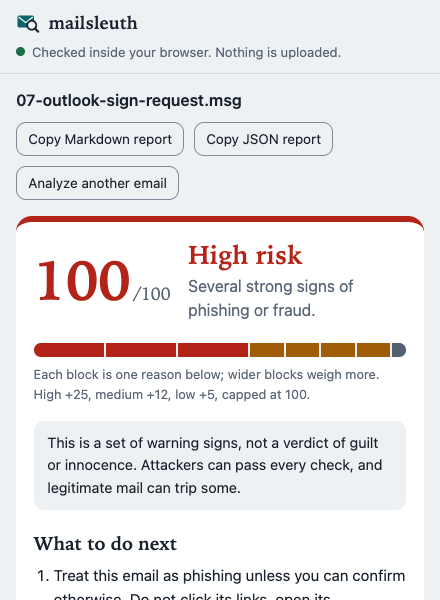 mailsleuth
Checked inside your browser. Nothing is uploaded.
07-outlook-sign-request.msg
Copy Markdown report
Copy JSON report
Analyze another email
100/100
High risk
Several strong signs of
phishing or fraud.
Each block is one reason below; wider blocks weigh more.
High +25, medium +12, low +5, capped at 100.
This is a set of warning signs, not a verdict of guilt
or innocence. Attackers can pass every check, and
legitimate mail can trip some.
What to do next
1. Treat this email as phishing unless you can confirm
otherwise. Do not click its links, open its